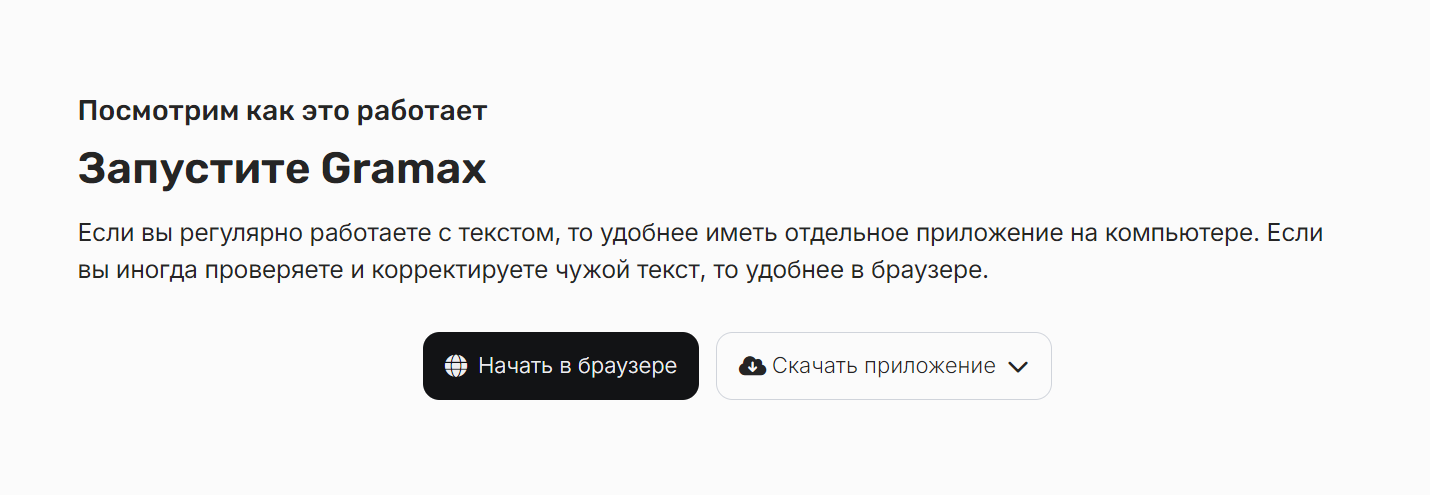 Посмотрим как это работает
Запустите Gramax
Если вы регулярно работаете с текстом, то удобнее иметь отдельное приложение на компьютере. Если
вы иногда проверяете и корректируете чужой текст, то удобнее в браузере.
Начать в браузере
Скачать приложение